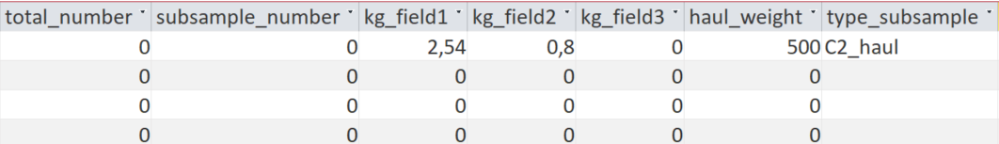 total_number subsample_number kg_field1 kg_field2 kg_field3 haul_weight type_subsample
0 0 2,54 0,8 0 500 C2_haul
0 0 0 0 0 0
0 0 0 0 0 0
0 0 0 0 0 0